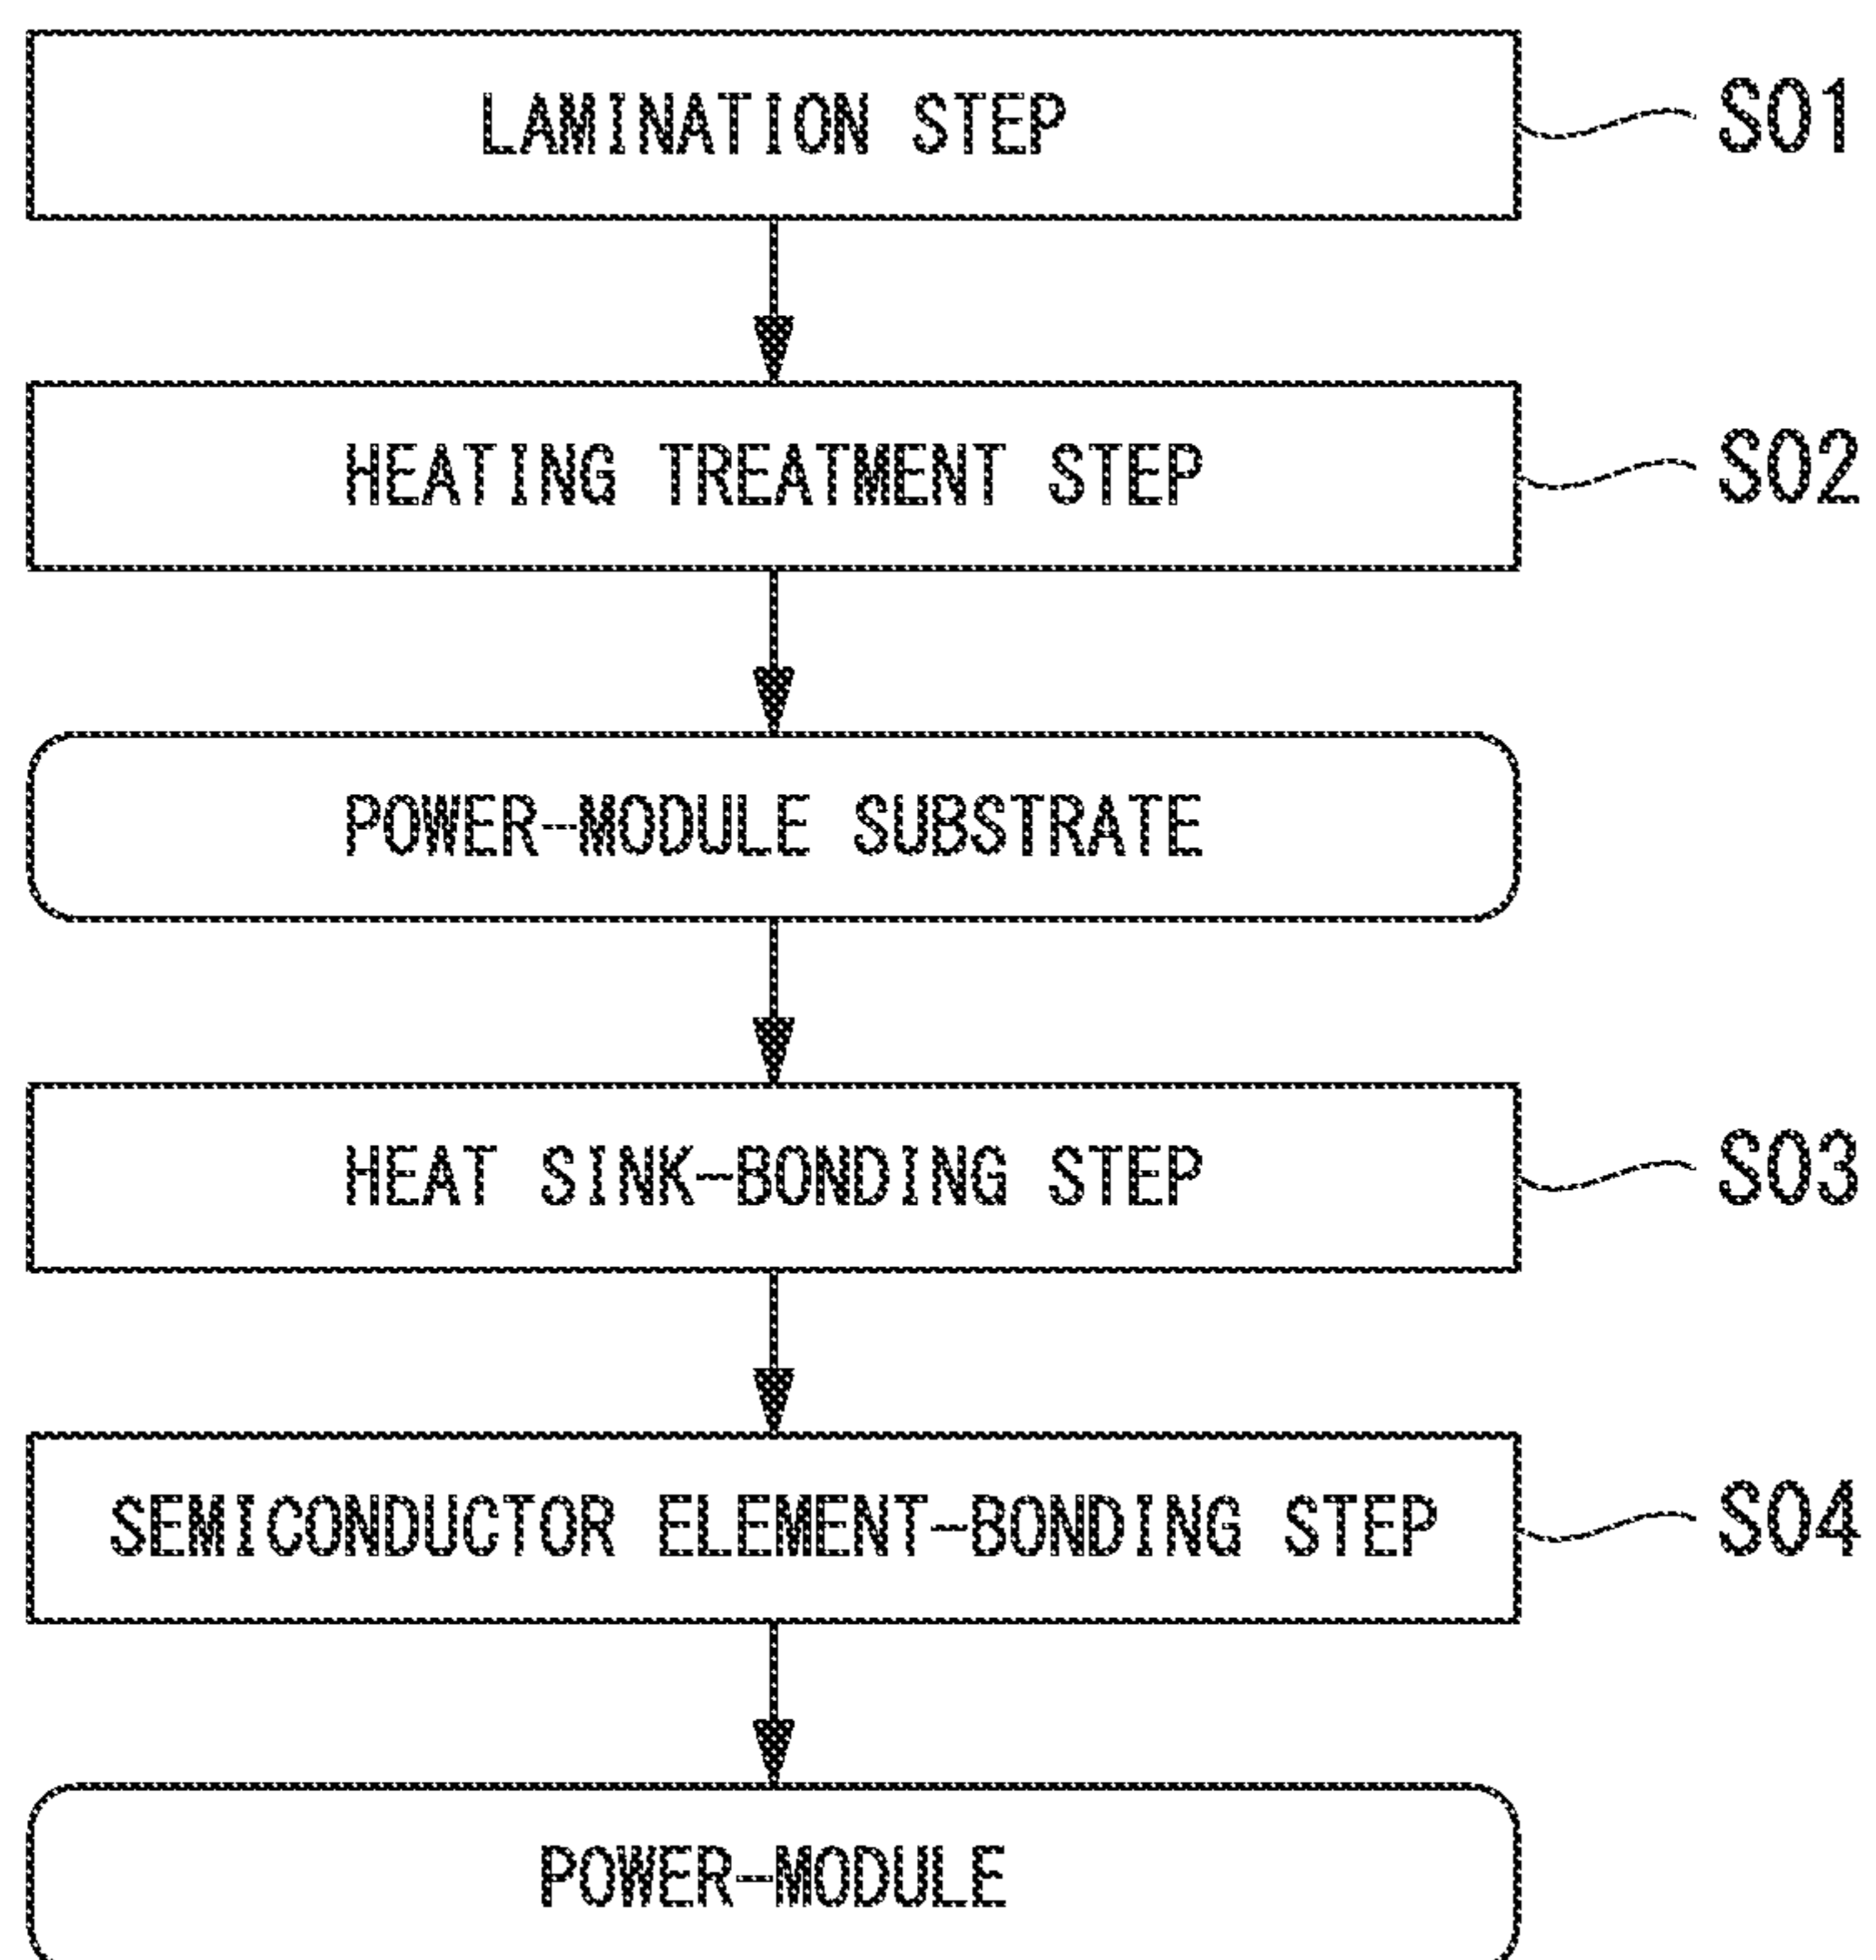 LAMINATION STEP S01
HEATING TREATMENT STEP S02
POWER-MODULE SUBSTRATE
HEAT SINK-BONDING STEP S03
SEMICONDUCTOR ELEMENT-BONDING STEP S04
POWER-MODULE